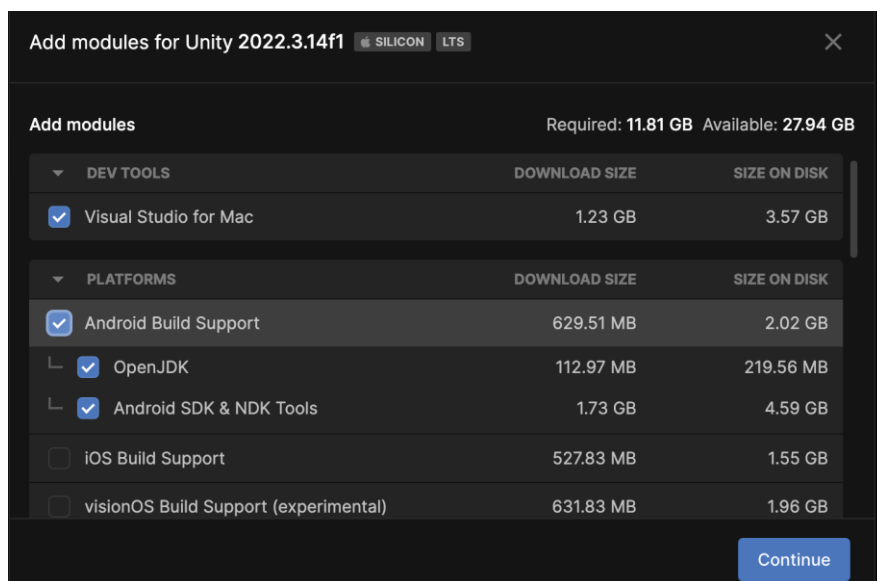 Add modules for Unity 2022.3.14f1 SILICON LTS
Add modules Required: 11.81 GB Available: 27.94 GB
DEV TOOLS DOWNLOAD SIZE SIZE ON DISK
Visual Studio for Mac 1.23 GB 3.57 GB
PLATFORMS DOWNLOAD SIZE SIZE ON DISK
Android Build Support 629.51 MB 2.02 GB
OpenJDK 112.97 MB 219.56 MB
Android SDK & NDK Tools 1.73 GB 4.59 GB
iOS Build Support 527.83 MB 1.55 GB
visionOS Build Support (experimental) 631.83 MB 1.96 GB
Continue